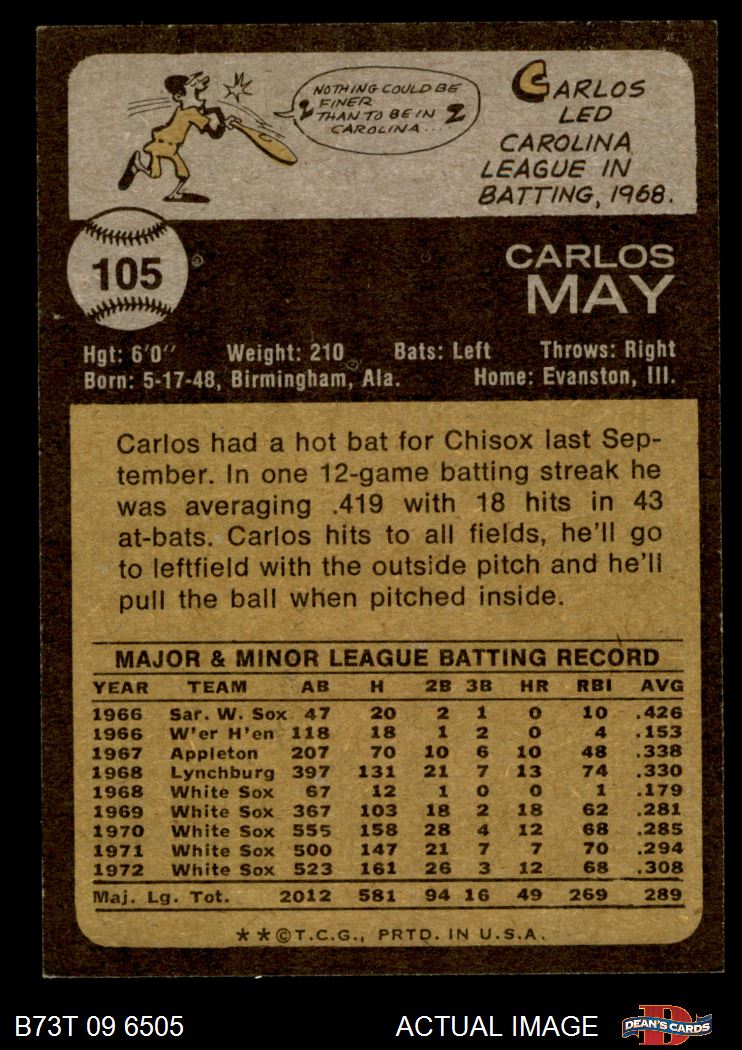 NOTHING COULD BE
FINER
THAN TO BE IN
CAROLINA...
CARLOS
LED
CAROLINA
LEAGUE IN
BATTING, 1968.
105
CARLOS
MAY
Hgt: 6'0" Weight: 210 Bats: Left Throws: Right
Born: 5-17-48, Birmingham, Ala. Home: Evanston, Ill.
Carlos had a hot bat for Chisox last Sep-
tember. In one 12-game batting streak he
was averaging .419 with 18 hits in 43
at-bats. Carlos hits to all fields, he'll go
to leftfield with the outside pitch and he'll
pull the ball when pitched inside.
MAJOR & MINOR LEAGUE BATTING RECORD
YEAR TEAM AB H 2B 3B HR RBI AVG
1966 Sar. W. Sox 47 20 2 1 0 10 .426
1966 W'er H'en 118 18 1 2 0 4 .153
1967 Appleton 207 70 10 6 10 48 .338
1968 Lynchburg 397 131 21 7 13 74 .330
1968 White Sox 67 12 1 0 0 1 .179
1969 White Sox 367 103 18 2 18 62 .281
1970 White Sox 555 158 28 4 12 68 .285
1971 White Sox 500 147 21 7 7 70 .294
1972 White Sox 523 161 26 3 12 68 .308
Maj. Lg. Tot. 2012 581 94 16 49 269 289
**©T.C.G., PRTD. IN U.S.A.
B73T 09 6505 ACTUAL IMAGE D DEAN'S CARDS